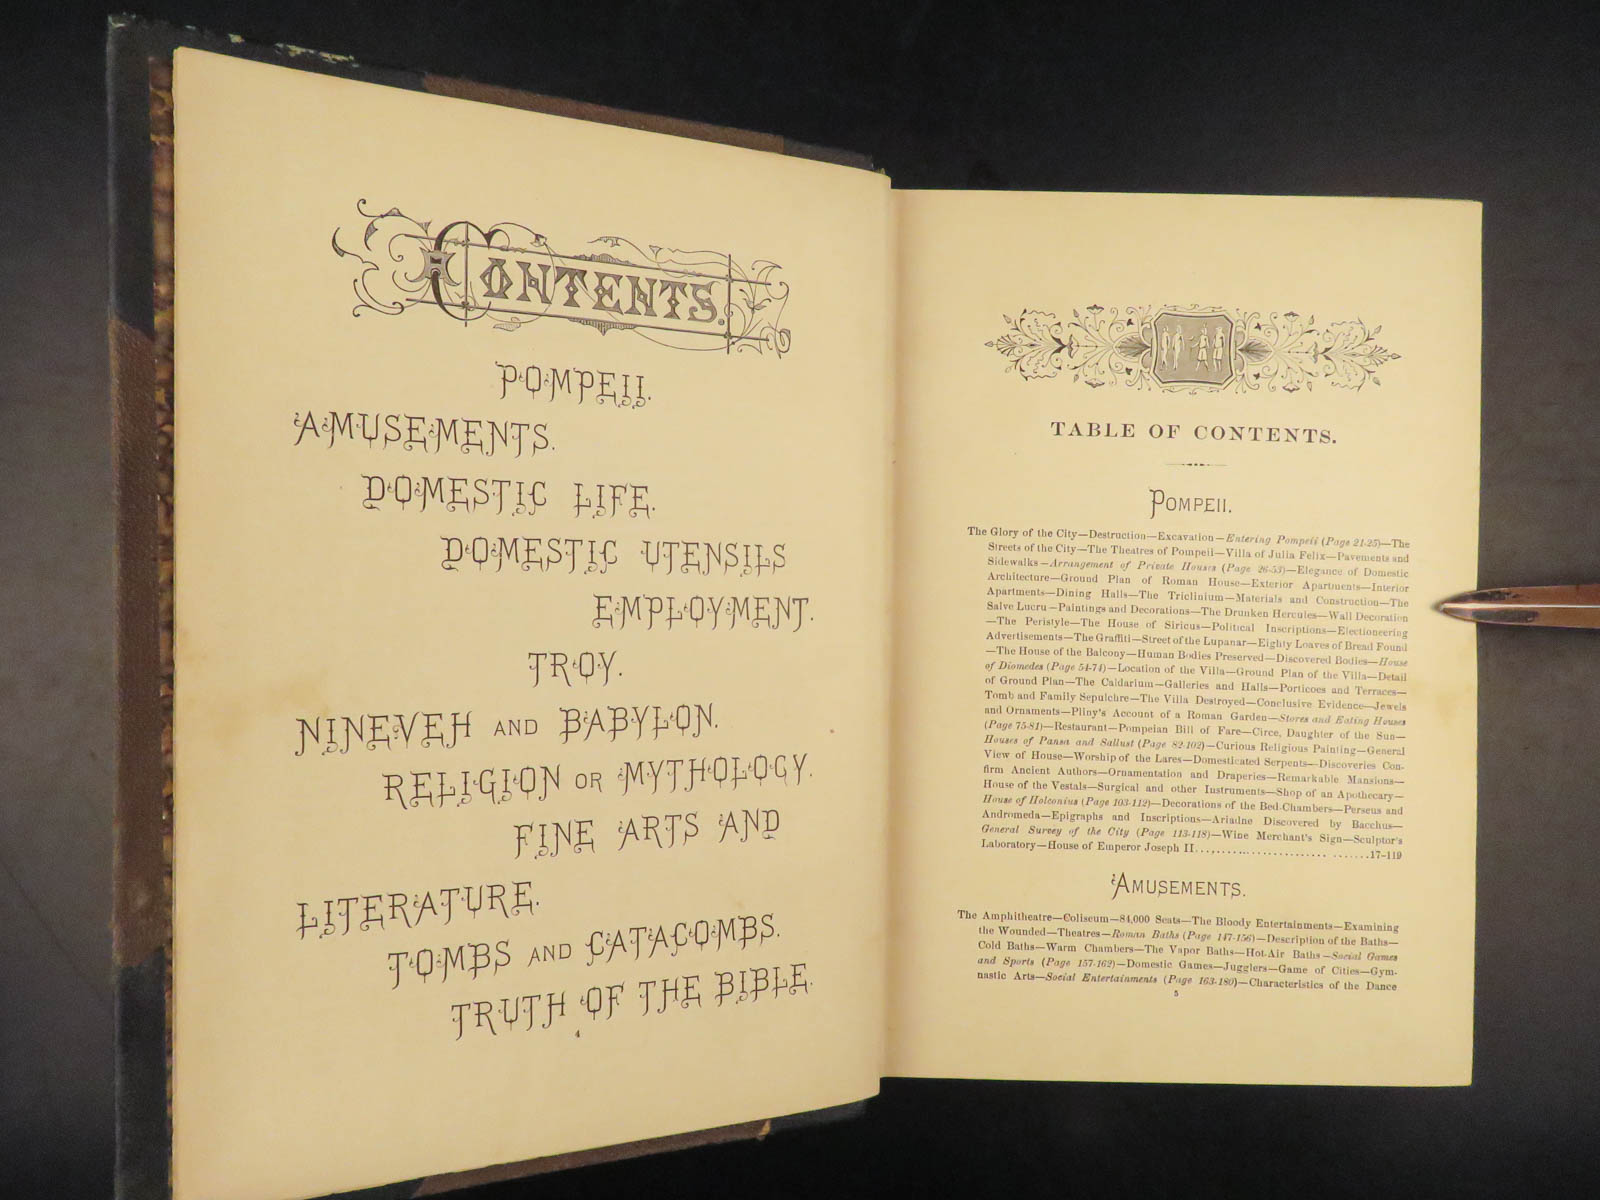 CONTENTS.
POMPEII.
AMUSEMENTS.
DOMESTIC LIFE.
DOMESTIC UTENSILS
EMPLOYMENT.
TROY.
NINEVEH AND BABYLON.
RELIGION OR MYTHOLOGY.
FINE ARTS AND
LITERATURE.
TOMBS AND CATACOMBS.
TRUTH OF THE BIBLE.
4
TABLE OF CONTENTS.
POMPEII.
The Glory of the City—Destruction—Excavation—Entering Pompeii (Page 21-25)—The
Streets of the City—The Theatres of Pompeii—Villa of Julia Felix—Pavements and
Sidewalks—Arrangement of Private Houses (Page 26-53)—Elegance of Domestic
Architecture—Ground Plan of Roman House—Exterior Apartments—Interior
Apartments—Dining Halls—The Triclinium—Materials and Construction—The
Salve Lucru—Paintings and Decorations—The Drunken Hercules—Wall Decoration
—The Peristyle—The House of Siricus—Political Inscriptions—Electioneering
Advertisements—The Graffiti—Street of the Lupanar—Eighty Loaves of Bread Found
—The House of the Balcony—Human Bodies Preserved—Discovered Bodies—House
of Diomedes (Page 54-74)—Location of the Villa—Ground Plan of the Villa—Detail
of Ground Plan—The Caldarium—Galleries and Halls—Porticoes and Terraces—
Tomb and Family Sepulchre—The Villa Destroyed—Conclusive Evidence—Jewels
and Ornaments—Pliny's Account of a Roman Garden—Stores and Eating Houses
(Page 75-81)—Restaurant—Pompeian Bill of Fare—Circe, Daughter of the Sun—
Houses of Pansa and Sallust (Page 82-102)—Curious Religious Painting—General
View of House—Worship of the Lares—Domesticated Serpents—Discoveries Con-
firm Ancient Authors—Ornamentation and Draperies—Remarkable Mansions—
House of the Vestals—Surgical and other Instruments—Shop of an Apothecary—
House of Holconius (Page 103-112)—Decorations of the Bed-Chambers—Perseus and
Andromeda—Epigraphs and Inscriptions—Ariadne Discovered by Bacchus—
General Survey of the City (Page 113-118)—Wine Merchant's Sign—Sculptor's
Laboratory—House of Emperor Joseph II..............................17-119
AMUSEMENTS.
The Amphitheatre—Coliseum—84,000 Seats—The Bloody Entertainments—Examining
the Wounded—Theatres—Roman Baths (Page 147-156)—Description of the Baths—
Cold Baths—Warm Chambers—The Vapor Baths—Hot-Air Baths—Social Games
and Sports (Page 157-162)—Domestic Games—Jugglers—Game of Cities—Gym-
nastic Arts—Social Entertainments (Page 163-180)—Characteristics of the Dance
5